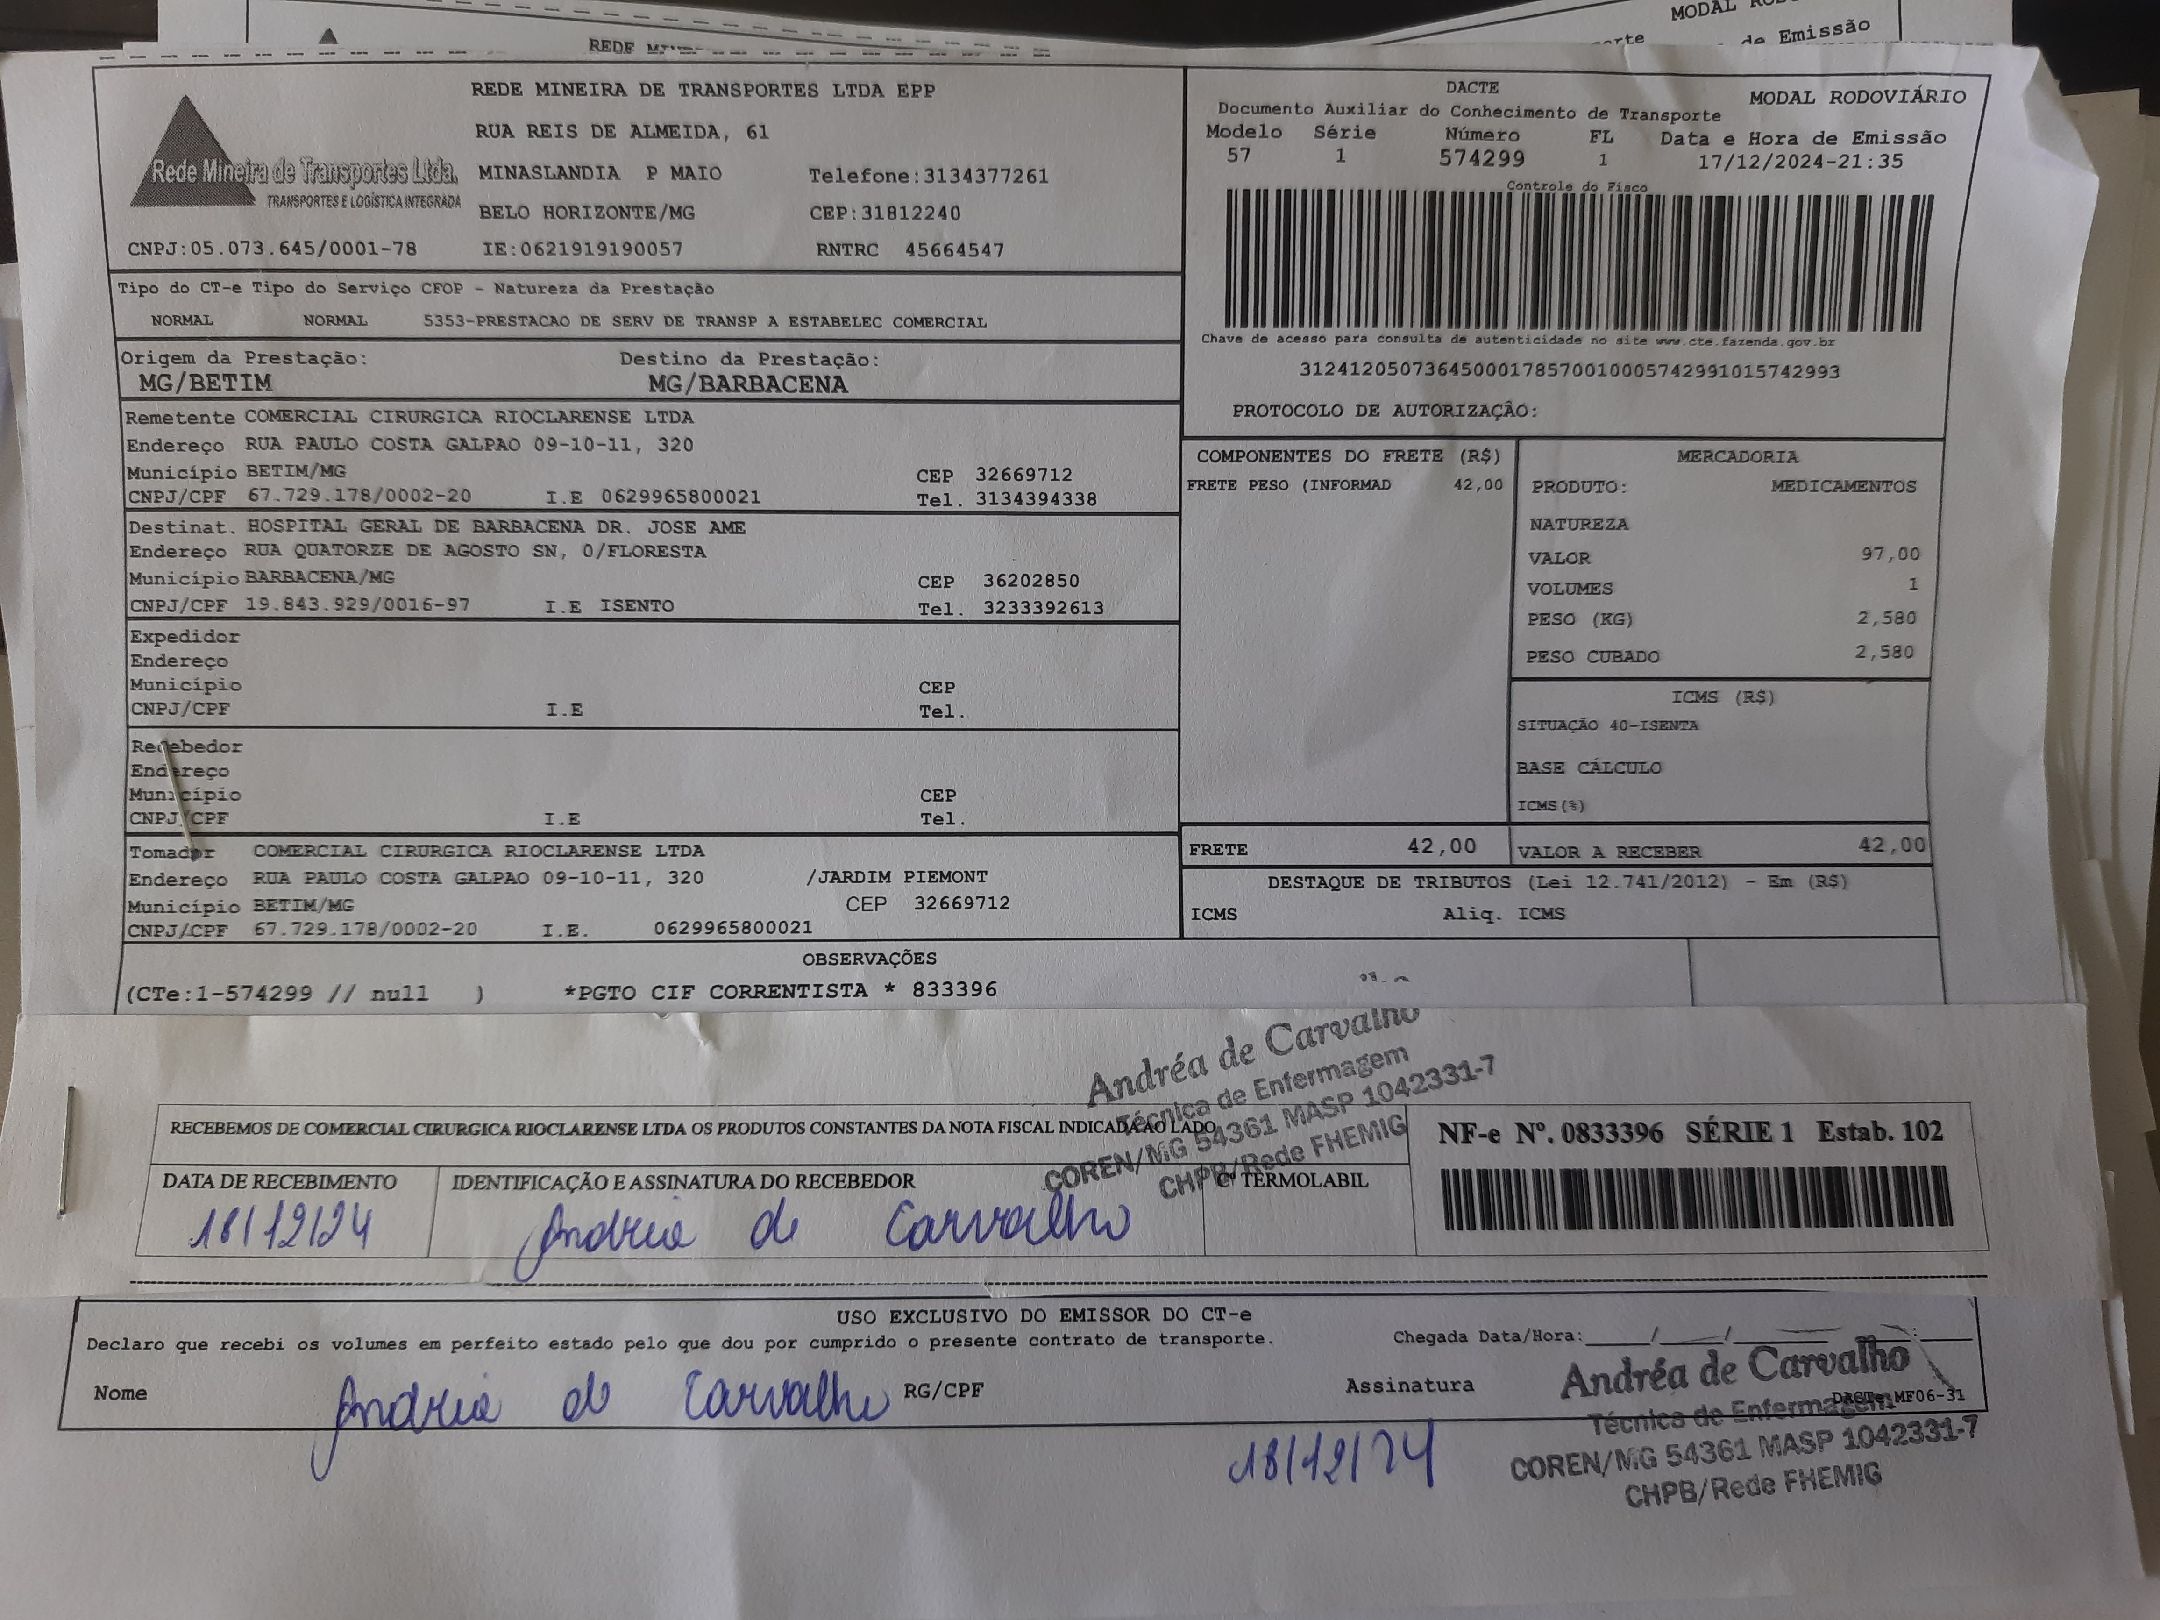 REDE
MODAL
de Emissão
REDE MINEIRA DE TRANSPORTES LTDA EPP
RUA REIS DE ALMEIDA, 61
MINASLANDIA P MAIO Telefone:3134377261
BELO HORIZONTE/MG CEP:31812240
CNPJ:05.073.645/0001-78 IE:0621919190057 RNTRC 45664547
Rede Mineira de Transportes Ltda.
TRANSPORTES E LOGÍSTICA INTEGRADA
DACTE
MODAL RODOVIÁRIO
Documento Auxiliar do Conhecimento de Transporte
Modelo Série Número FL Data e Hora de Emissão
57 1 574299 1 17/12/2024-21:35
Controle do Fisco
Chave de acesso para consulta de autenticidade no site www.cte.fazenda.gov.br
31241205073645000178570010005742991015742993
PROTOCOLO DE AUTORIZAÇÃO:
Tipo do CT-e Tipo do Serviço CFOP - Natureza da Prestação
NORMAL NORMAL 5353-PRESTACAO DE SERV DE TRANSP A ESTABELEC COMERCIAL
Origem da Prestação: Destino da Prestação:
MG/BETIM MG/BARBACENA
Remetente COMERCIAL CIRURGICA RIOCLARENSE LTDA
Endereço RUA PAULO COSTA GALPAO 09-10-11, 320
Município BETIM/MG CEP 32669712
CNPJ/CPF 67.729.178/0002-20 I.E 0629965800021 Tel. 3134394338
Destinat. HOSPITAL GERAL DE BARBACENA DR. JOSE AME
Endereço RUA QUATORZE DE AGOSTO SN, 0/FLORESTA
Município BARBACENA/MG CEP 36202850
CNPJ/CPF 19.843.929/0016-97 I.E ISENTO Tel. 3233392613
Expedidor
Endereço
Município CEP
CNPJ/CPF I.E Tel.
Recebedor
Endereço
Município CEP
CNPJ/CPF I.E Tel.
Tomador COMERCIAL CIRURGICA RIOCLARENSE LTDA
Endereço RUA PAULO COSTA GALPAO 09-10-11, 320 /JARDIM PIEMONT
Município BETIM/MG CEP 32669712
CNPJ/CPF 67.729.178/0002-20 I.E. 0629965800021
COMPONENTES DO FRETE (R$)
FRETE PESO (INFORMAD 42,00
MERCADORIA
PRODUTO: MEDICAMENTOS
NATUREZA
VALOR 97,00
VOLUMES 1
PESO (KG) 2,580
PESO CUBADO 2,580
ICMS (R$)
SITUAÇÃO 40-ISENTA
BASE CÁLCULO
ICMS(%)
FRETE 42,00 VALOR A RECEBER 42,00
DESTAQUE DE TRIBUTOS (Lei 12.741/2012) - Em (R$)
ICMS Aliq. ICMS
OBSERVAÇÕES
(CTe:1-574299 // null ) *PGTO CIF CORRENTISTA * 833396
Andréa de Carvalho
Técnica de Enfermagem
COREN/MG 54361 MASP 1042331-7
CHPB/Rede FHEMIG
RECEBEMOS DE COMERCIAL CIRURGICA RIOCLARENSE LTDA OS PRODUTOS CONSTANTES DA NOTA FISCAL INDICADA AO LADO
NF-e Nº. 0833396 SÉRIE 1 Estab. 102
DATA DE RECEBIMENTO IDENTIFICAÇÃO E ASSINATURA DO RECEBEDOR Cº TERMOLABIL
18/12/24 Andréia de Carvalho
USO EXCLUSIVO DO EMISSOR DO CT-e
Declaro que recebi os volumes em perfeito estado pelo que dou por cumprido o presente contrato de transporte. Chegada Data/Hora:____/____/________ ____:____
Nome Andréia de Carvalho RG/CPF Assinatura
DACTe MF06-31
18/12/24
Andréa de Carvalho
Técnica de Enfermagem
COREN/MG 54361 MASP 1042331-7
CHPB/Rede FHEMIG